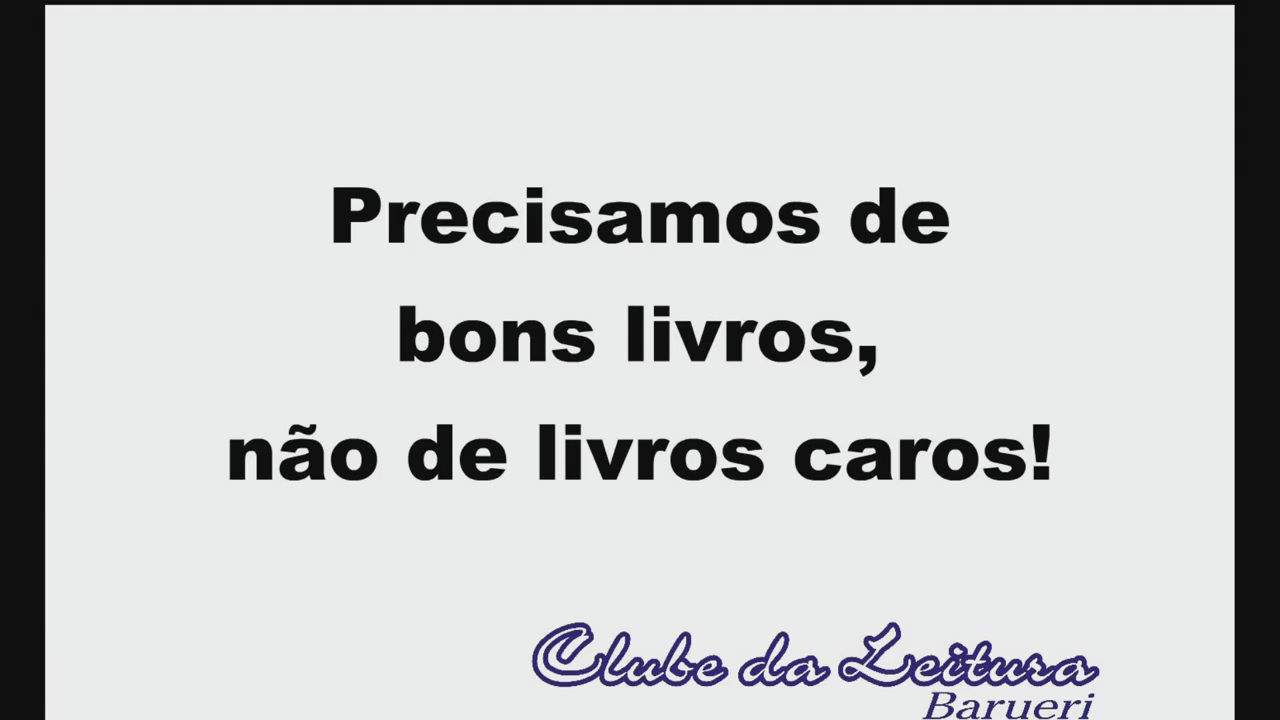 Precisamos de
bons livros,
não de livros caros!
Clube da Leitura
Barueri